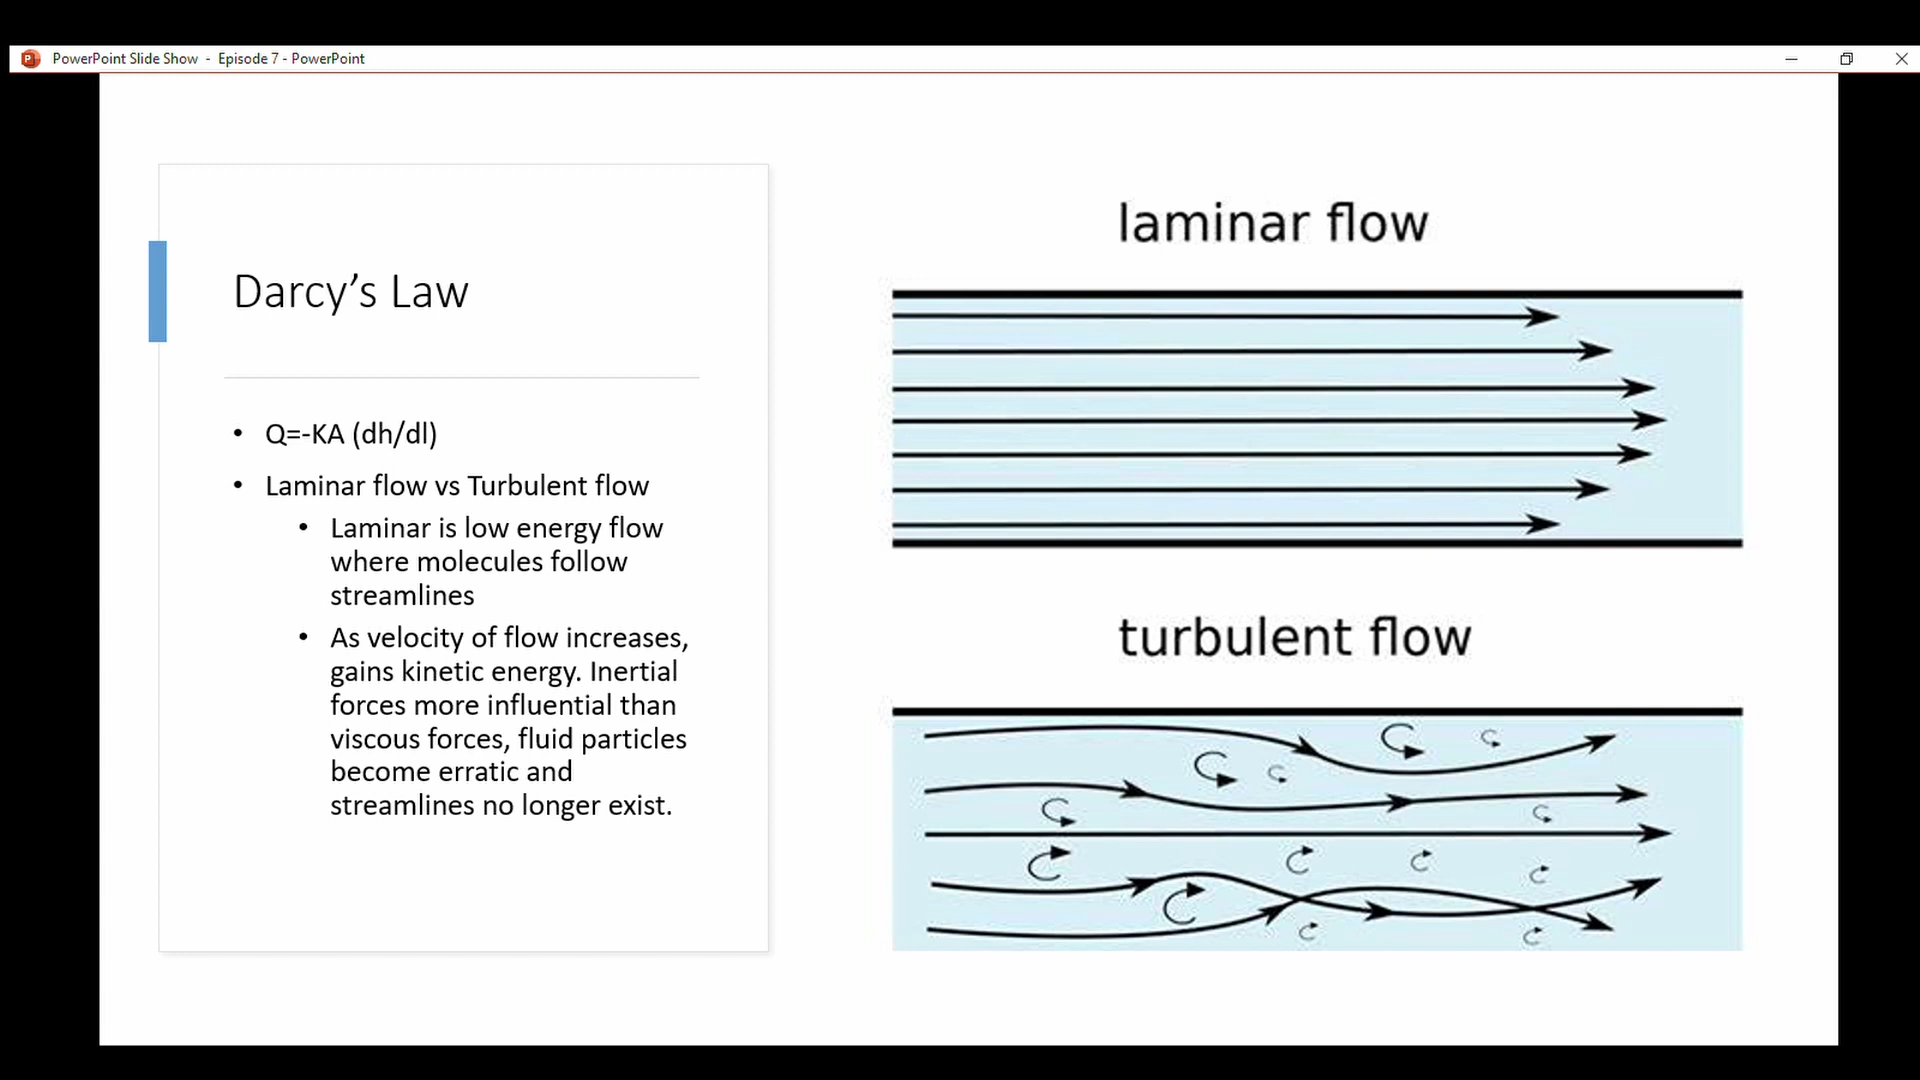 PowerPoint Slide Show - Episode 7 - PowerPoint
Darcy’s Law
• Q=-KA (dh/dl)
• Laminar flow vs Turbulent flow
• Laminar is low energy flow
where molecules follow
streamlines
• As velocity of flow increases,
gains kinetic energy. Inertial
forces more influential than
viscous forces, fluid particles
become erratic and
streamlines no longer exist.
laminar flow
turbulent flow